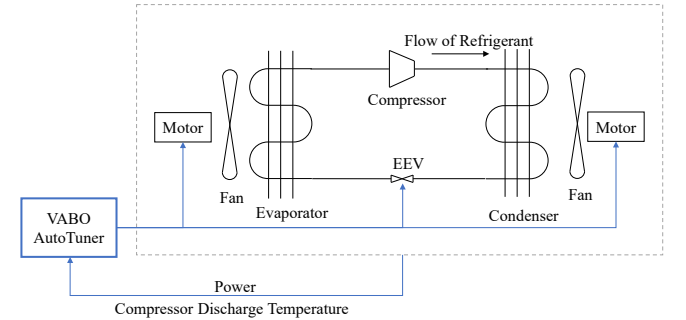 Flow of Refrigerant
Compressor
Motor
Motor
EEV
Fan
Fan
Evaporator
Condenser
VABO
AutoTuner
Power
Compressor Discharge Temperature